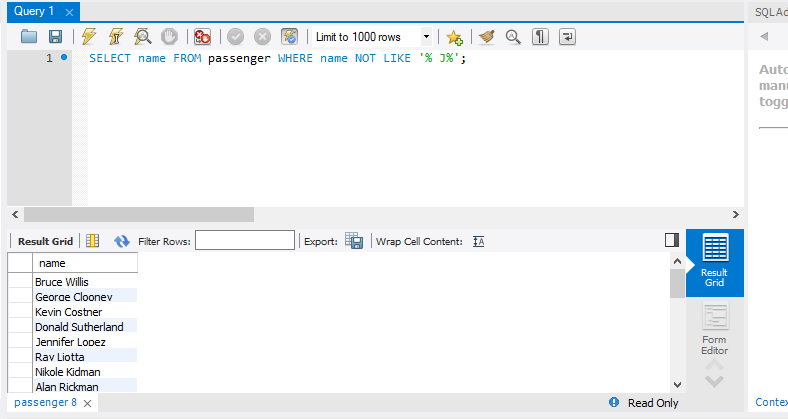 Query 1
SQLAd
Limit to 1000 rows
1
SELECT name FROM passenger WHERE name NOT LIKE '% J%';
Auto
manu
togg
Result Grid
Filter Rows:
Export:
Wrap Cell Content:
name
Bruce Willis
George Clooney
Kevin Costner
Donald Sutherland
Jennifer Lopez
Ray Liotta
Nikole Kidman
Alan Rickman
Result
Grid
Form
Editor
passenger 8
Read Only
Contex